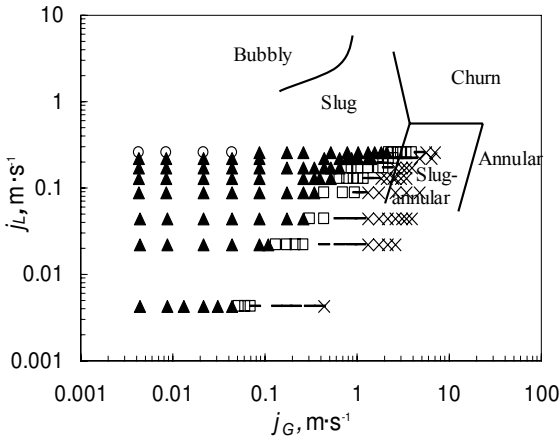 10
Bubbly
Churn
1
Slug
Annular
0.1
Slug-
annular
0.01
0.001
0.001 0.01 0.1 1 10 100
j_L, m·s⁻¹
j_G, m·s⁻¹